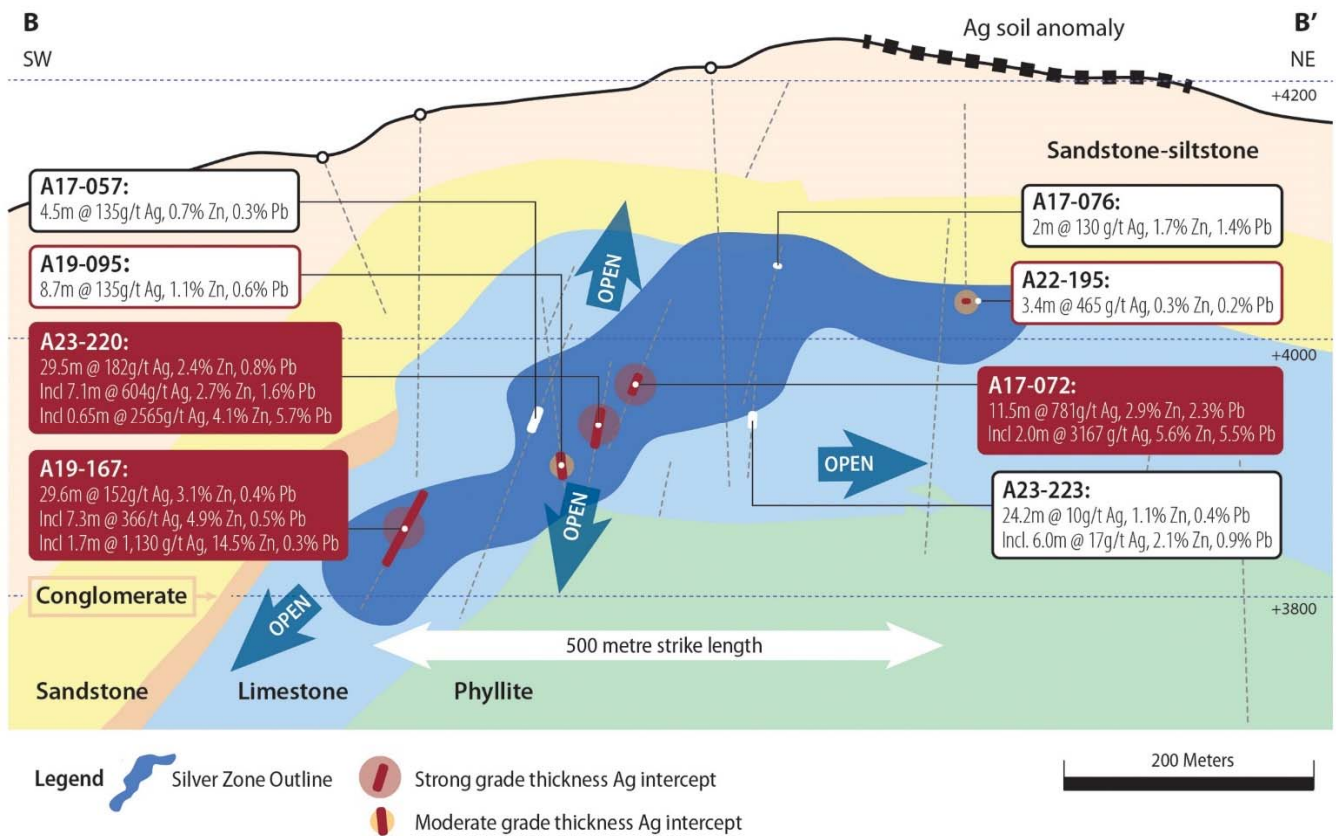 B
SW
Ag soil anomaly
B'
NE
+4200
Sandstone-siltstone
A17-057:
4.5m @ 135g/t Ag, 0.7% Zn, 0.3% Pb
A19-095:
8.7m @ 135g/t Ag, 1.1% Zn, 0.6% Pb
A23-220:
29.5m @ 182g/t Ag, 2.4% Zn, 0.8% Pb
Incl 7.1m @ 604g/t Ag, 2.7% Zn, 1.6% Pb
Incl 0.65m @ 2565g/t Ag, 4.1% Zn, 5.7% Pb
A19-167:
29.6m @ 152g/t Ag, 3.1% Zn, 0.4% Pb
Incl 7.3m @ 366/t Ag, 4.9% Zn, 0.5% Pb
Incl 1.7m @ 1,130 g/t Ag, 14.5% Zn, 0.3% Pb
OPEN
OPEN
OPEN
OPEN
A17-076:
2m @ 130 g/t Ag, 1.7% Zn, 1.4% Pb
A22-195:
3.4m @ 465 g/t Ag, 0.3% Zn, 0.2% Pb
+4000
A17-072:
11.5m @ 781g/t Ag, 2.9% Zn, 2.3% Pb
Incl 2.0m @ 3167 g/t Ag, 5.6% Zn, 5.5% Pb
A23-223:
24.2m @ 10g/t Ag, 1.1% Zn, 0.4% Pb
Incl. 6.0m @ 17g/t Ag, 2.1% Zn, 0.9% Pb
Conglomerate
+3800
500 metre strike length
Sandstone
Limestone
Phyllite
Legend
Silver Zone Outline
Strong grade thickness Ag intercept
Moderate grade thickness Ag intercept
200 Meters